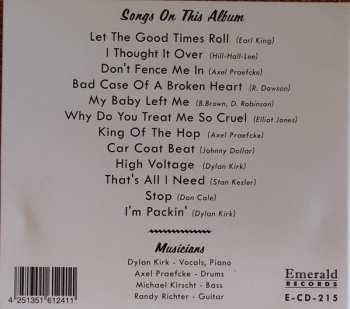 Songs On This Album
Let The Good Times Roll (Earl King)
I Thought It Over (Hill-Hall-Lee)
Don't Fence Me In (Axel Praefcke)
Bad Case Of A Broken Heart (R. Dawson)
My Baby Left Me (B.Brown, D. Robinson)
Why Do You Treat Me So Cruel (Elliot Jones)
King Of The Hop (Axel Praefcke)
Car Coat Beat (Johnny Dollar)
High Voltage (Dylan Kirk)
That's All I Need (Stan Kesler)
Stop (Don Cole)
I'm Packin' (Dylan Kirk)
Musicians
Dylan Kirk - Vocals, Piano
Axel Praefcke - Drums
Michael Kirscht - Bass
Randy Richter - Guitar
4 251351 612411
Emerald
RECORDS
E-CD-215